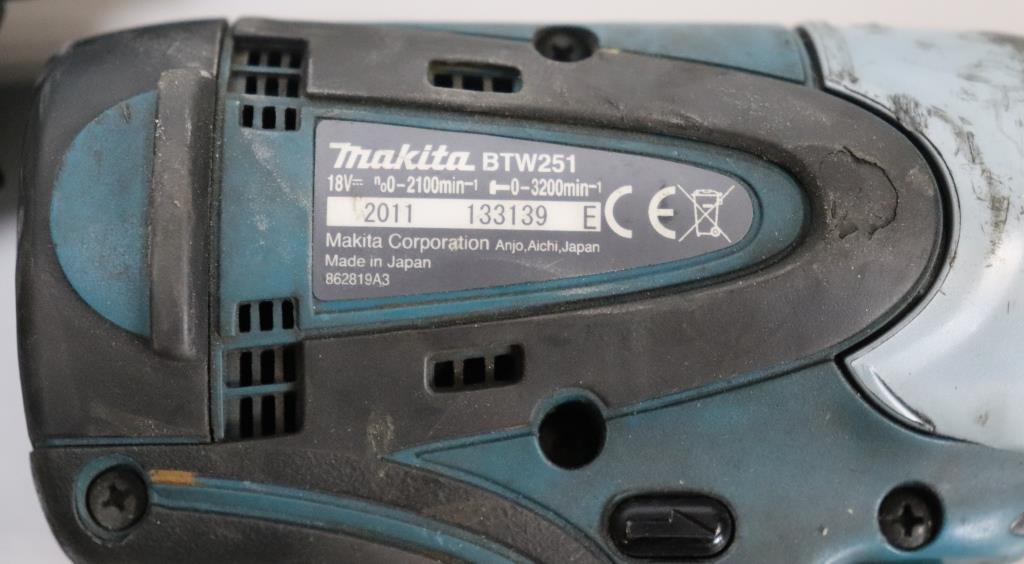 makita BTW251
18V⎓ n₀0-2100min⁻¹ 0-3200min⁻¹
2011 133139 E
CE
Makita Corporation Anjo,Aichi,Japan
Made in Japan
862819A3